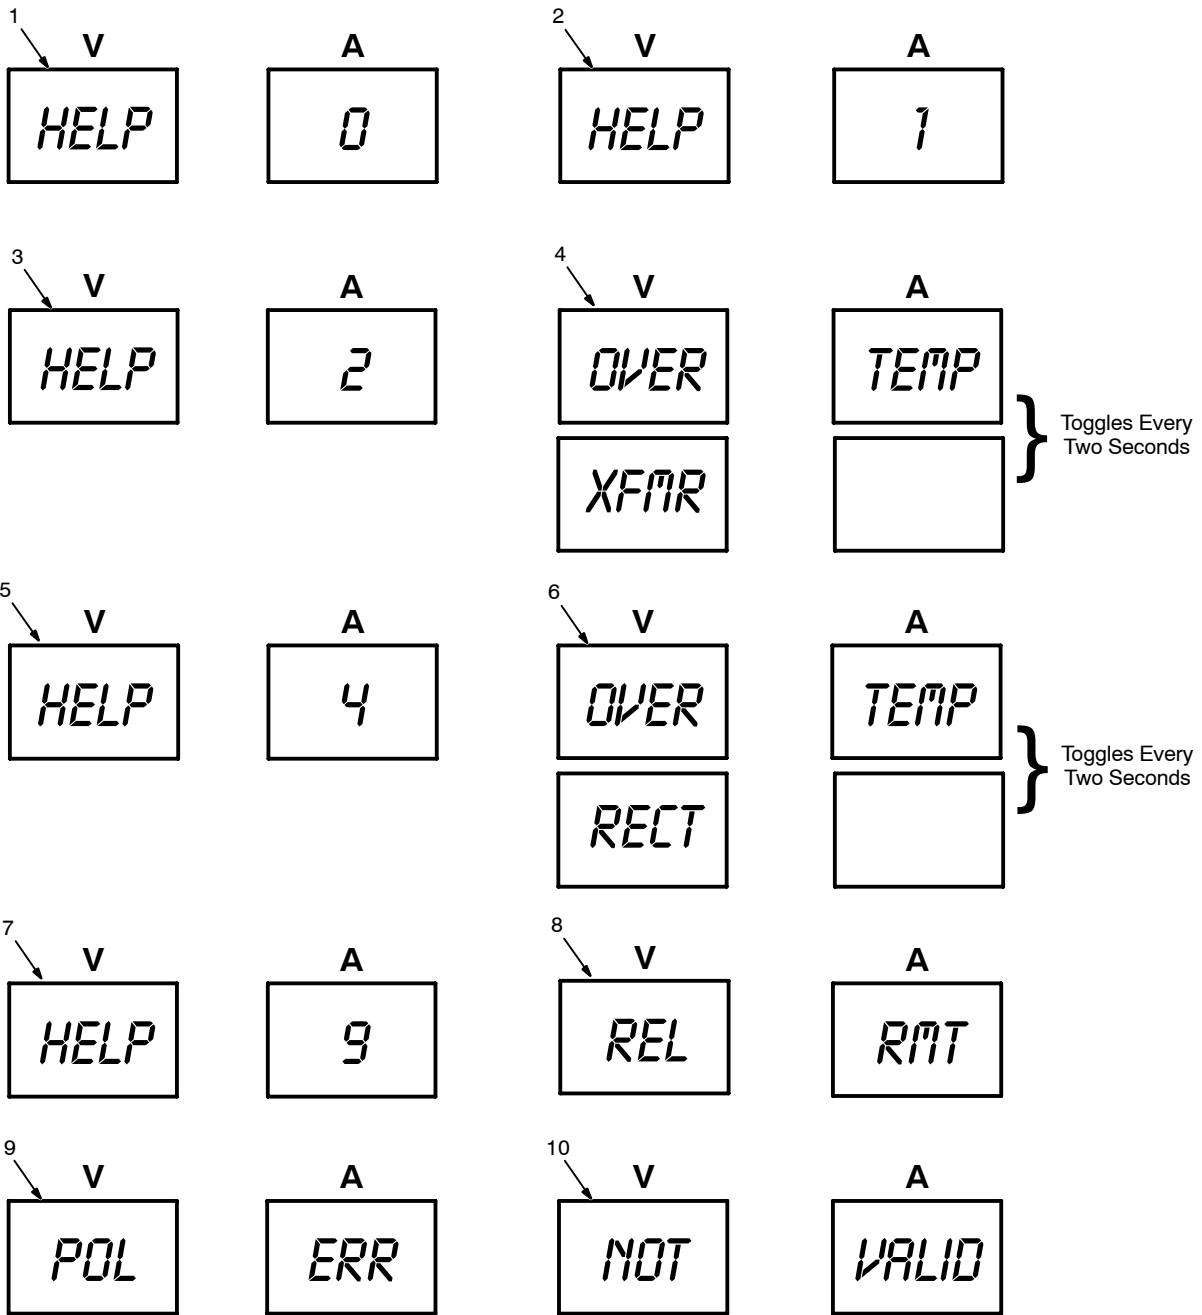 1 2
V A V A
HELP 0 HELP 1
3 4
V A V A
HELP 2 OVER TEMP
Toggles Every
Two Seconds
XFMR
5 6
V A V A
HELP 4 OVER TEMP
Toggles Every
Two Seconds
RECT
7 8
V A V A
HELP 9 REL RMT
9 10
V A V A
POL ERR NOT VALID